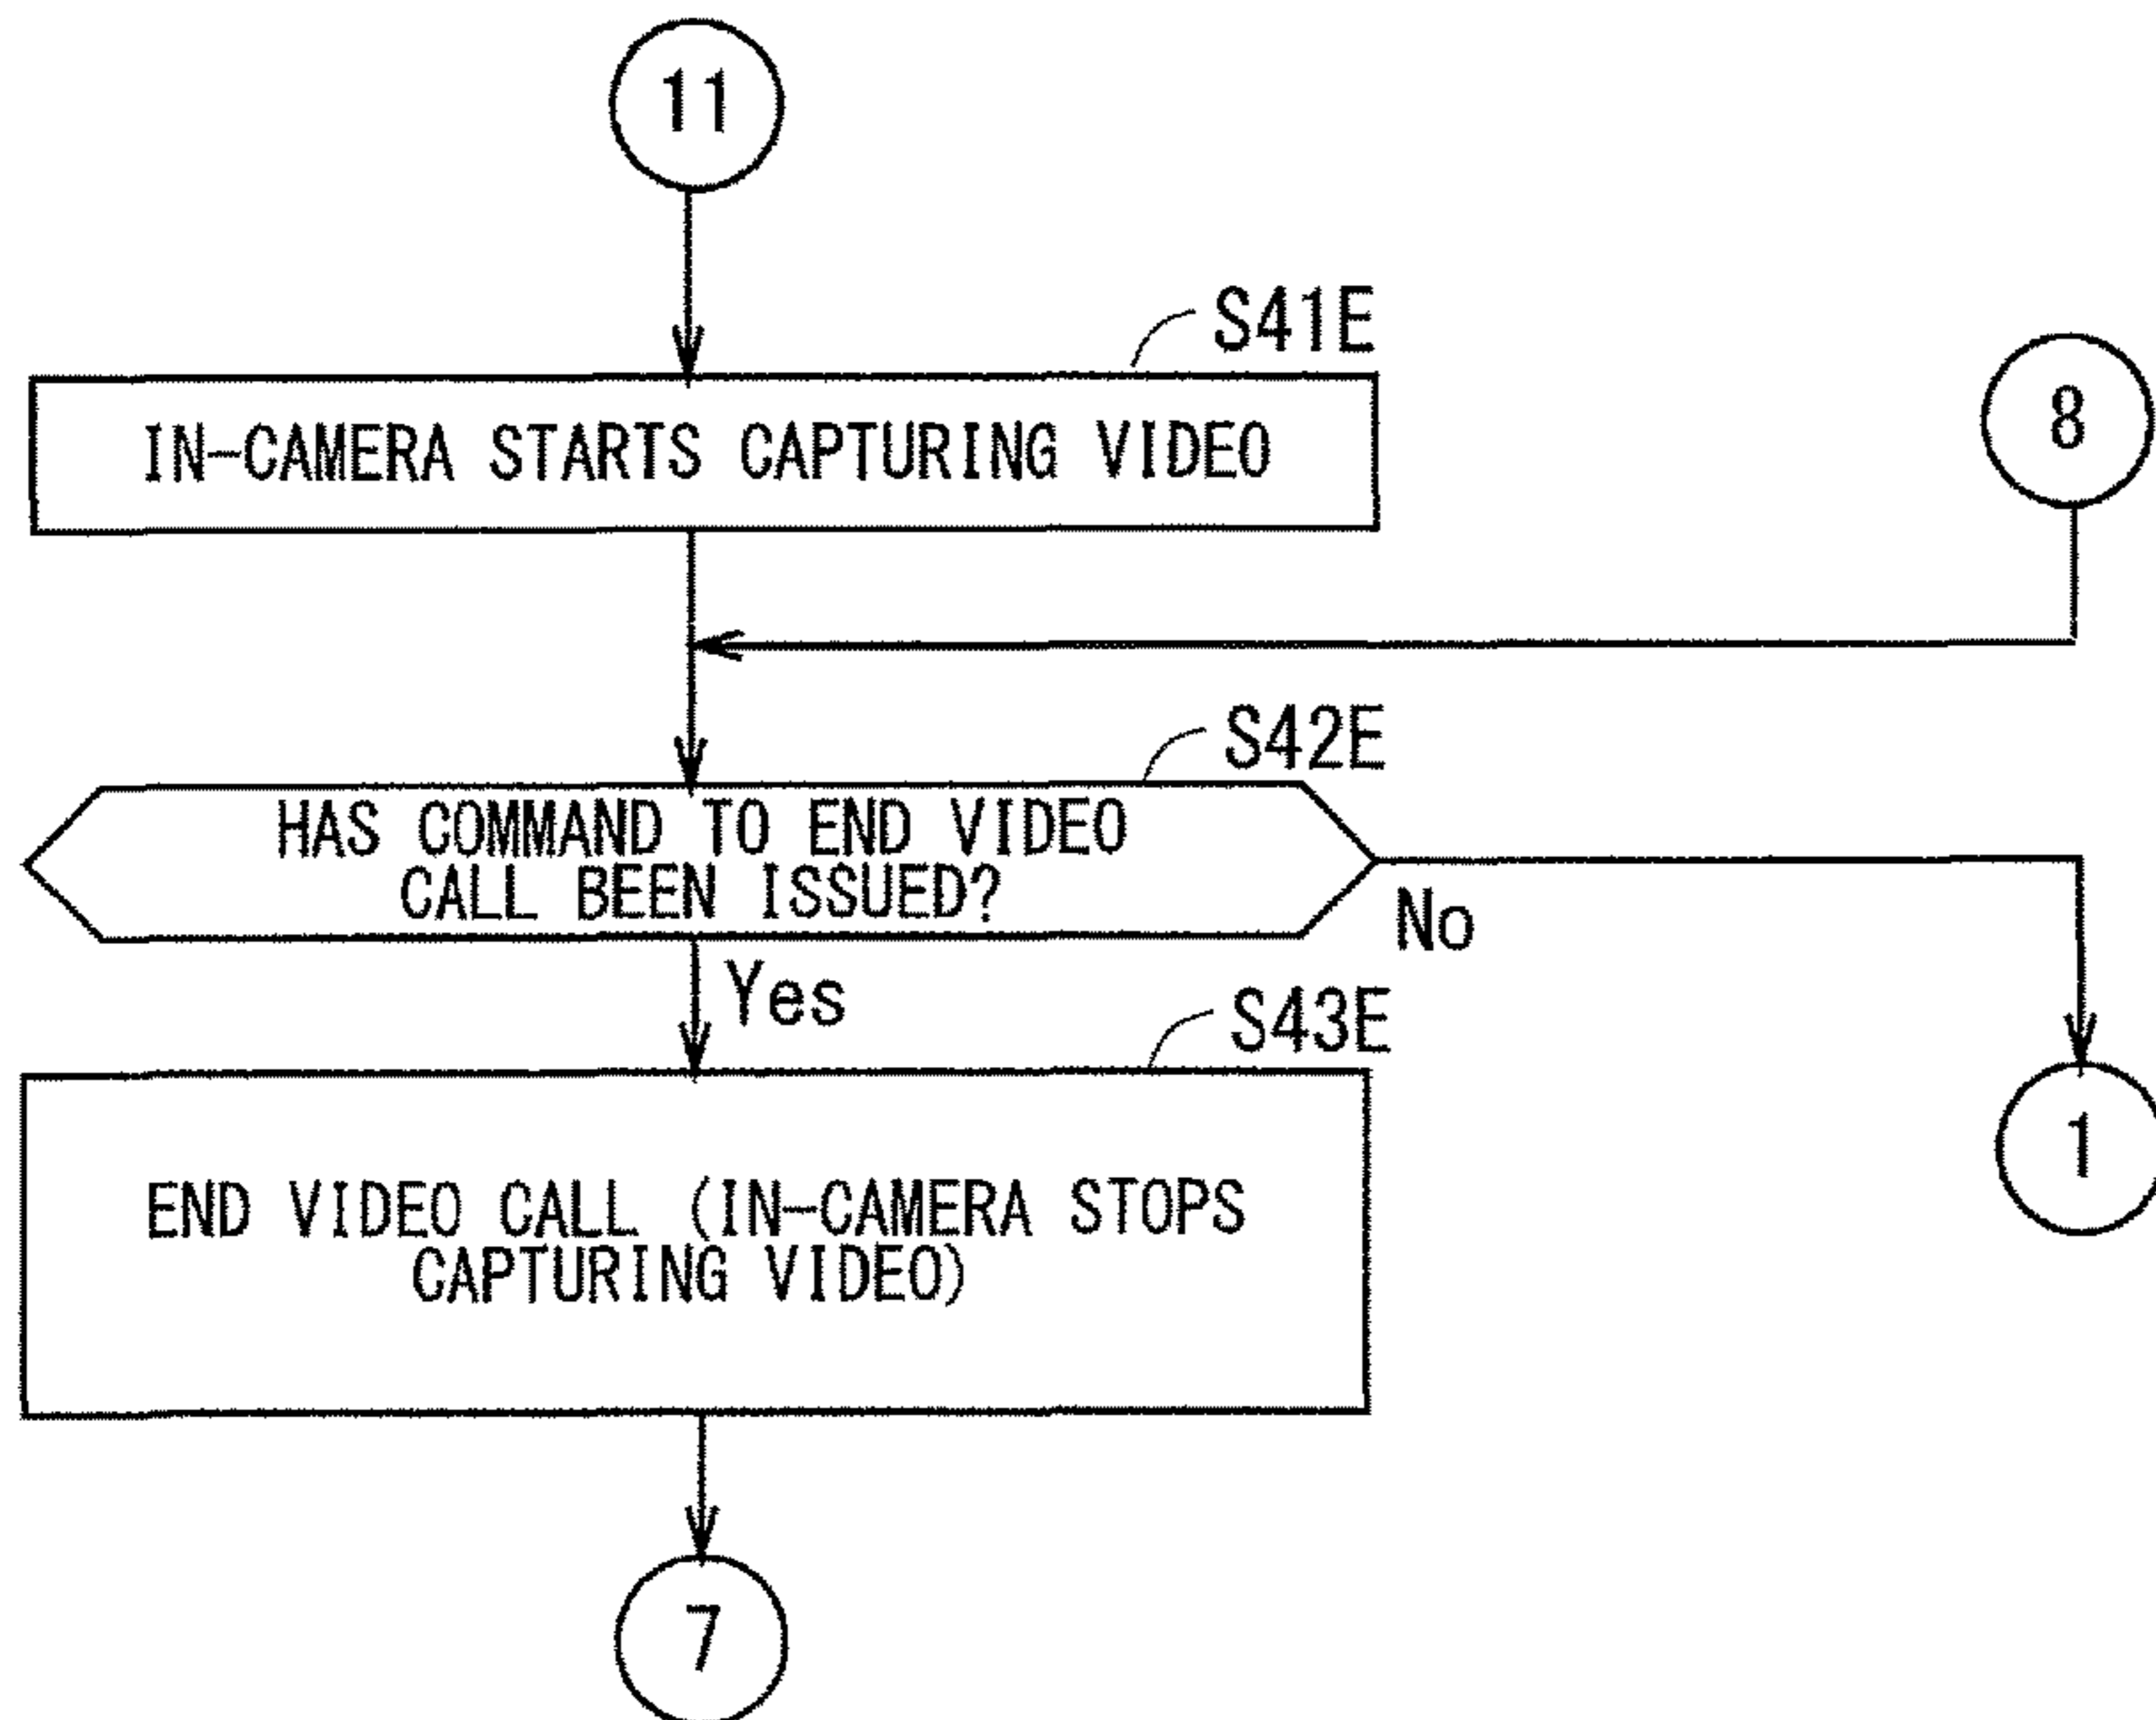 11
S41E
IN-CAMERA STARTS CAPTURING VIDEO
8
S42E
HAS COMMAND TO END VIDEO
CALL BEEN ISSUED?
No
Yes
S43E
1
END VIDEO CALL (IN-CAMERA STOPS
CAPTURING VIDEO)
7